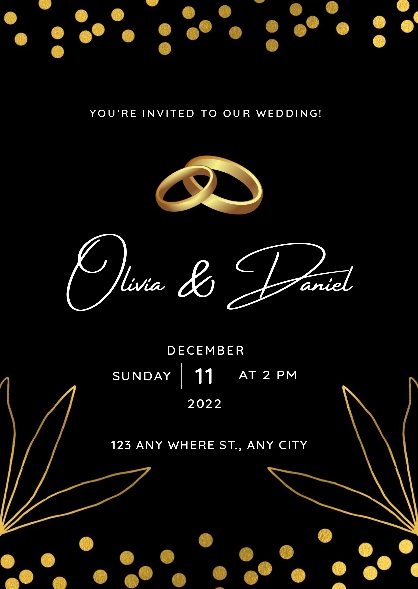 YOU'RE INVITED TO OUR WEDDING!
Olivia & Daniel
DECEMBER
SUNDAY 11 AT 2 PM
2022
123 ANY WHERE ST., ANY CITY